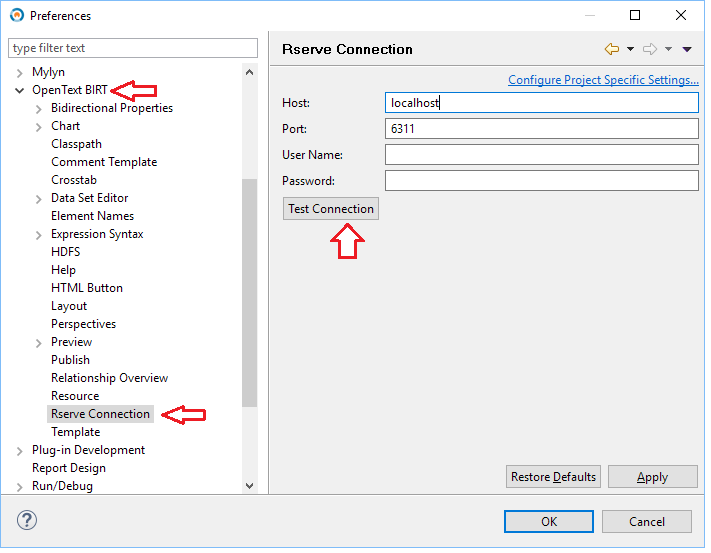 Preferences
type filter text
Mylyn
OpenText BIRT
Bidirectional Properties
Chart
Classpath
Comment Template
Crosstab
Data Set Editor
Element Names
Expression Syntax
HDFS
Help
HTML Button
Layout
Perspectives
Preview
Publish
Relationship Overview
Resource
Rserve Connection
Template
Plug-in Development
Report Design
Run/Debug
Rserve Connection
Configure Project Specific Settings...
Host: localhost
Port: 6311
User Name:
Password:
Test Connection
Restore Defaults Apply
? OK Cancel